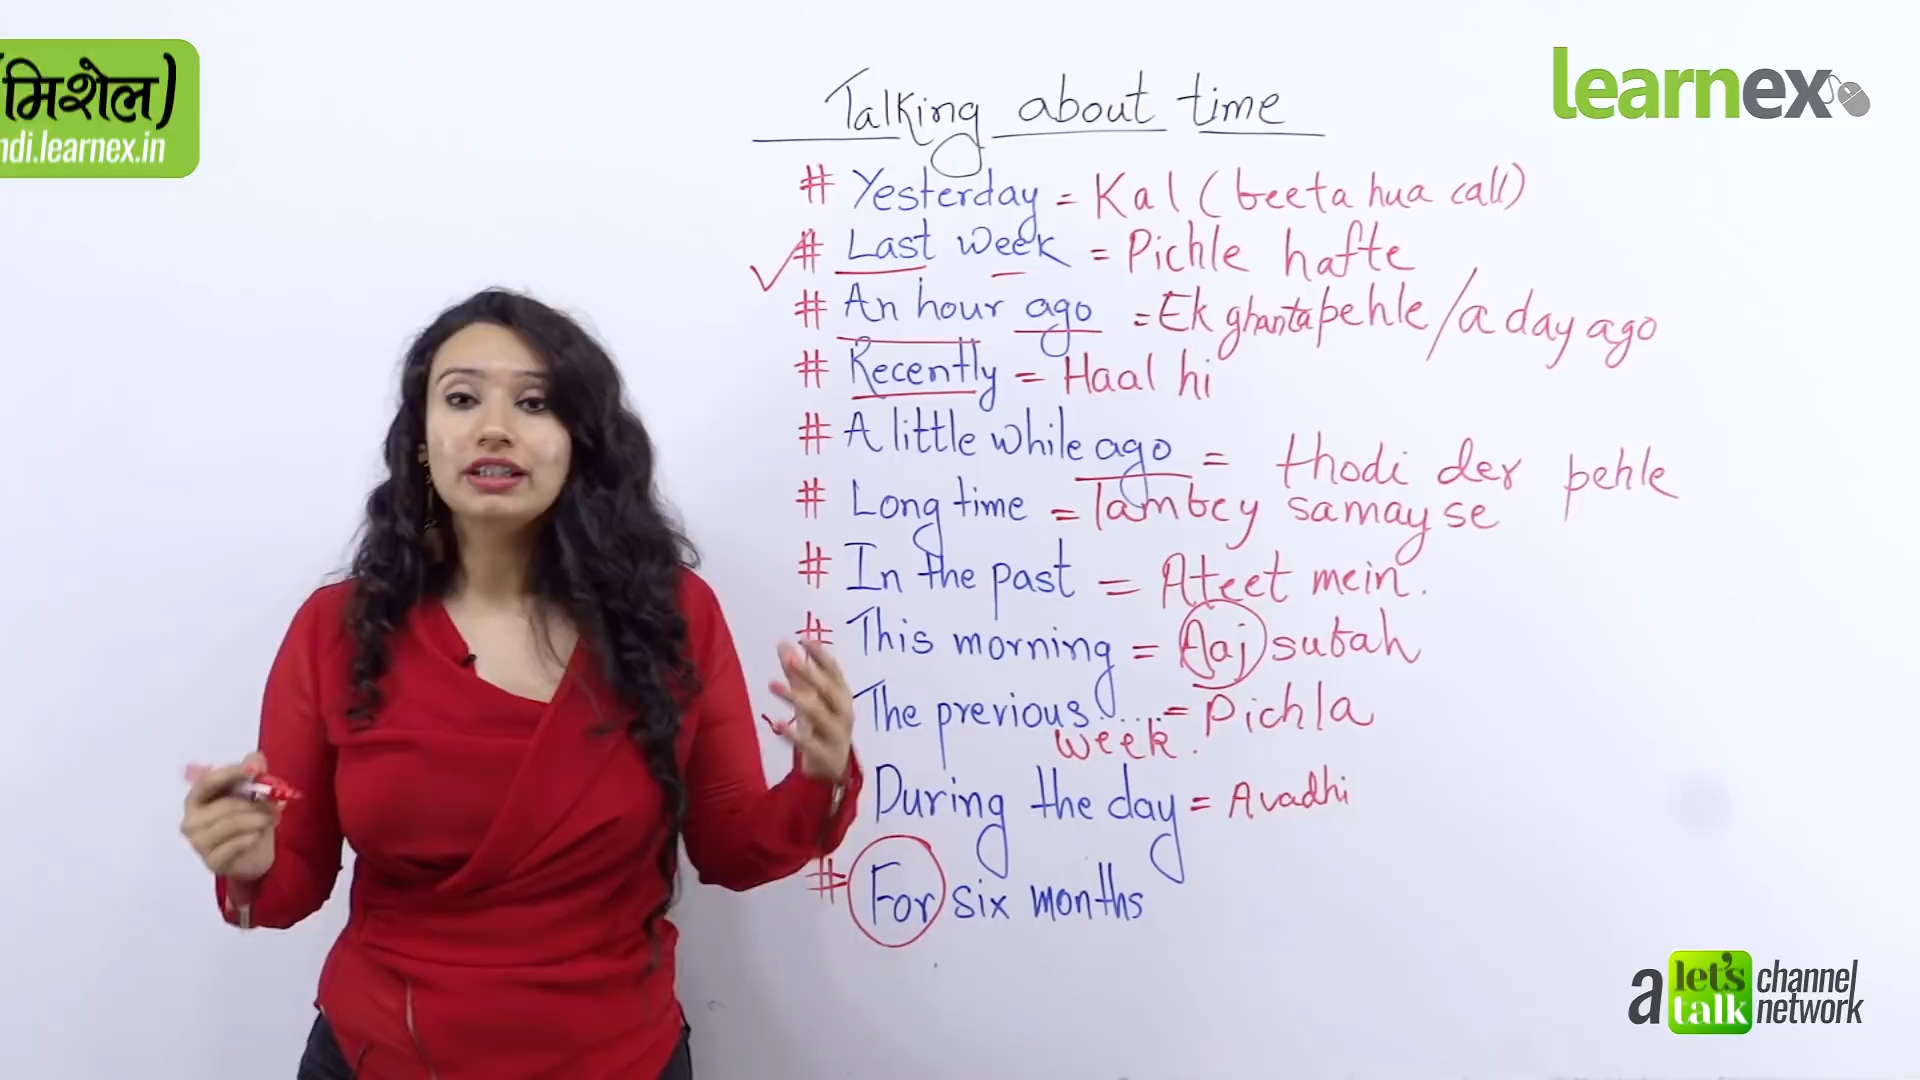 (मिशेल)
ndi.learnex.in
learnex
Talking about time
# Yesterday = Kal (beeta hua call)
# Last week = Pichle hafte
# An hour ago = Ek ghanta pehle / a day ago
# Recently = Haal hi
# A little while ago = thodi der pehle
# Long time = Lambey samay se
# In the past = Ateet mein.
# This morning = Aaj subah
The previous ..... = Pichla
week.
During the day = Avadhi
# For six months
a let's talk channel network